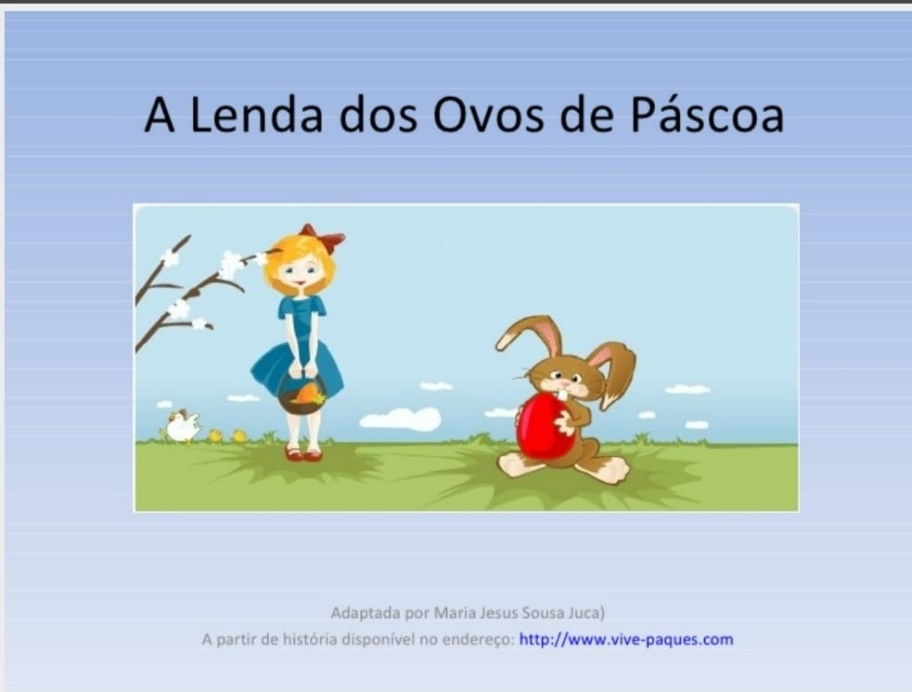 A Lenda dos Ovos de Páscoa
Adaptada por Maria Jesus Sousa Juca)
A partir de história disponível no endereço: http://www.vive-paques.com